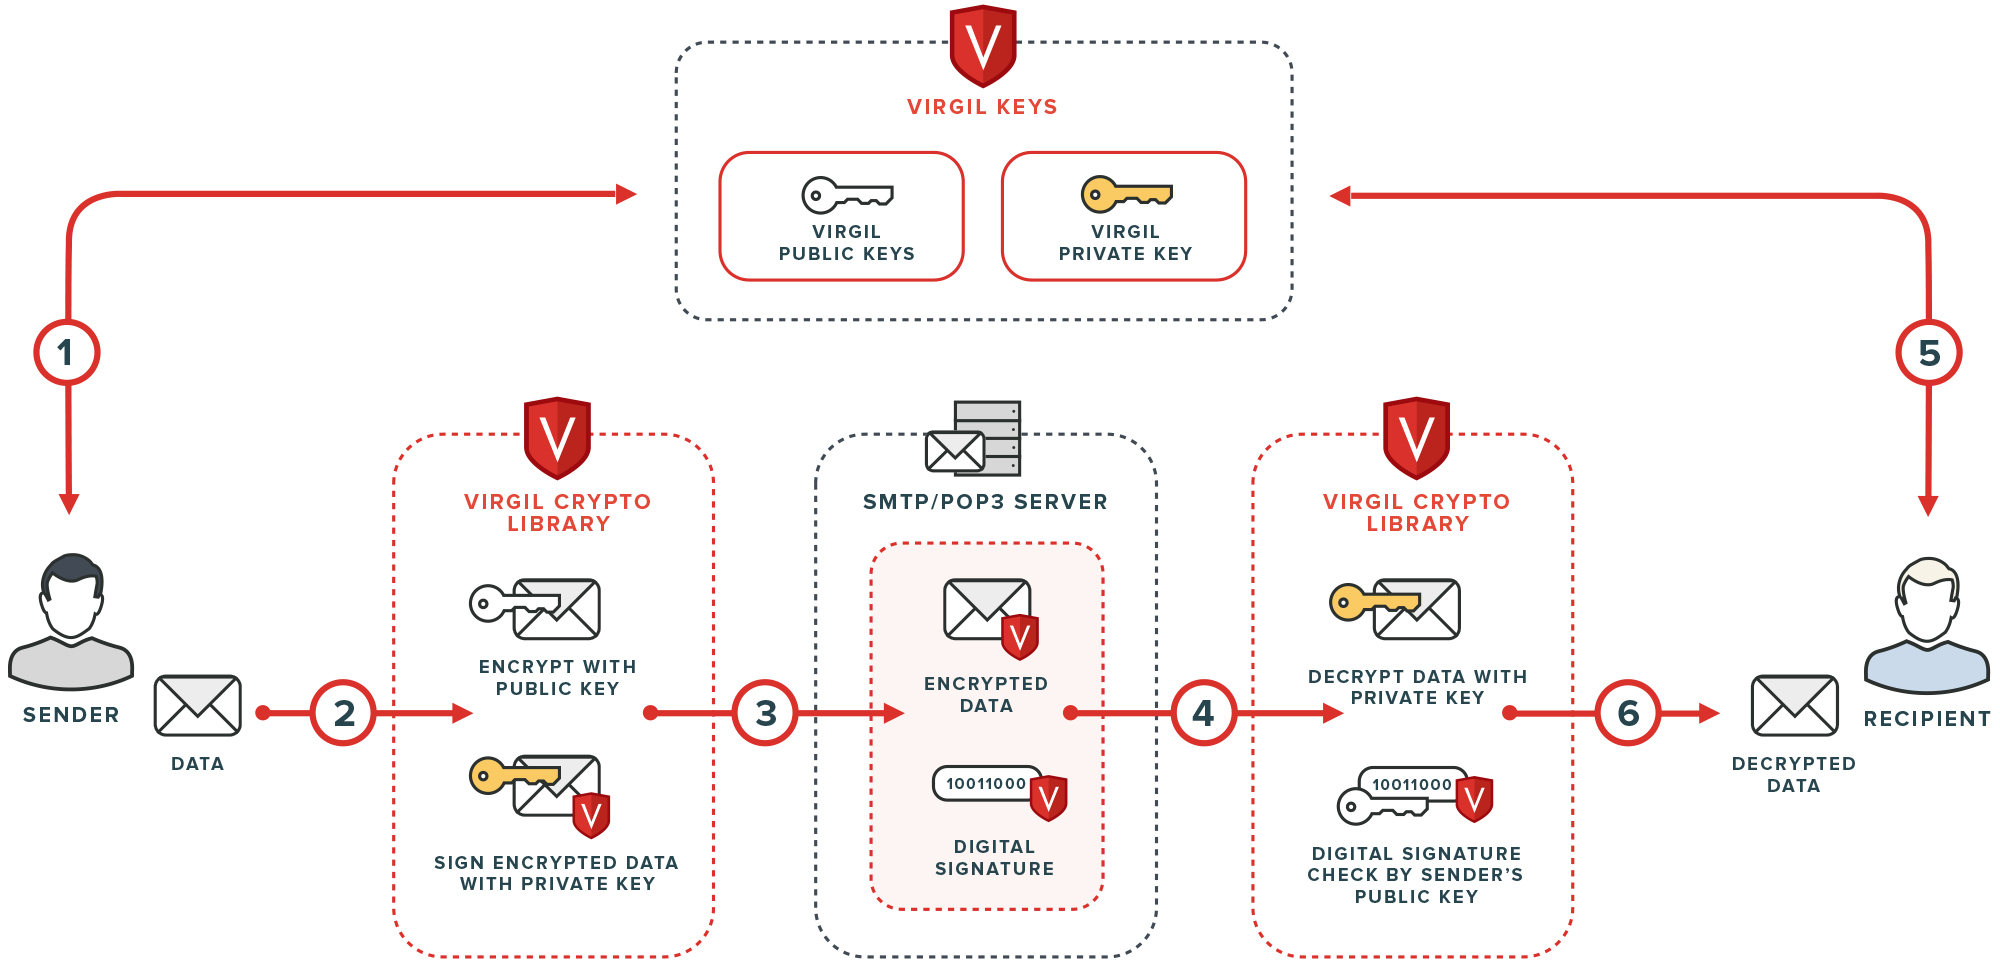 V
VIRGIL KEYS
VIRGIL
PUBLIC KEYS
VIRGIL
PRIVATE KEY
1
5
V
VIRGIL CRYPTO
LIBRARY
SMTP/POP3 SERVER
V
VIRGIL CRYPTO
LIBRARY
SENDER
DATA
2
ENCRYPT WITH
PUBLIC KEY
V
SIGN ENCRYPTED DATA
WITH PRIVATE KEY
3
V
ENCRYPTED
DATA
10011000
V
DIGITAL
SIGNATURE
4
DECRYPT DATA WITH
PRIVATE KEY
10011000
V
DIGITAL SIGNATURE
CHECK BY SENDER'S
PUBLIC KEY
6
RECIPIENT
DECRYPTED
DATA